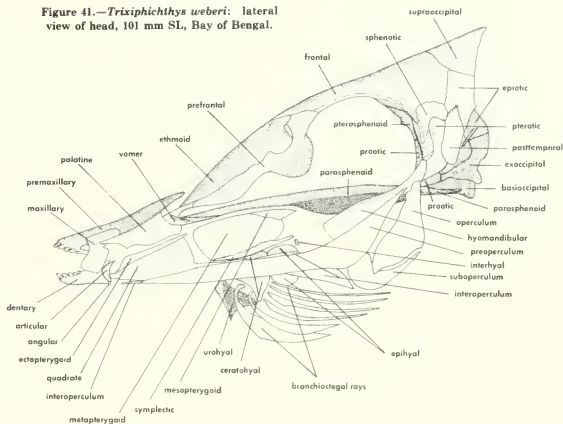 Figure 41.—Trixiphichthys weberi: lateral
view of head, 101 mm SL, Bay of Bengal.
supraoccipital
sphenotic
frontal
epiotic
prefrontal
pterosphenoid
pterotic
ethmoid
prootic
posttemporal
vomer
palatine
parasphenoid
exoccipitol
premaxillary
basioccipital
maxillary
prootic
parasphenoid
operculum
hyomandibular
preoperculum
interhyal
suboperculum
dentary
interoperculum
articular
angular
ectopterygoid
urohyal
epihyal
quadrate
ceratohyal
interoperculum
mesopterygoid
branchiostegal rays
symplectic
metapterygoid